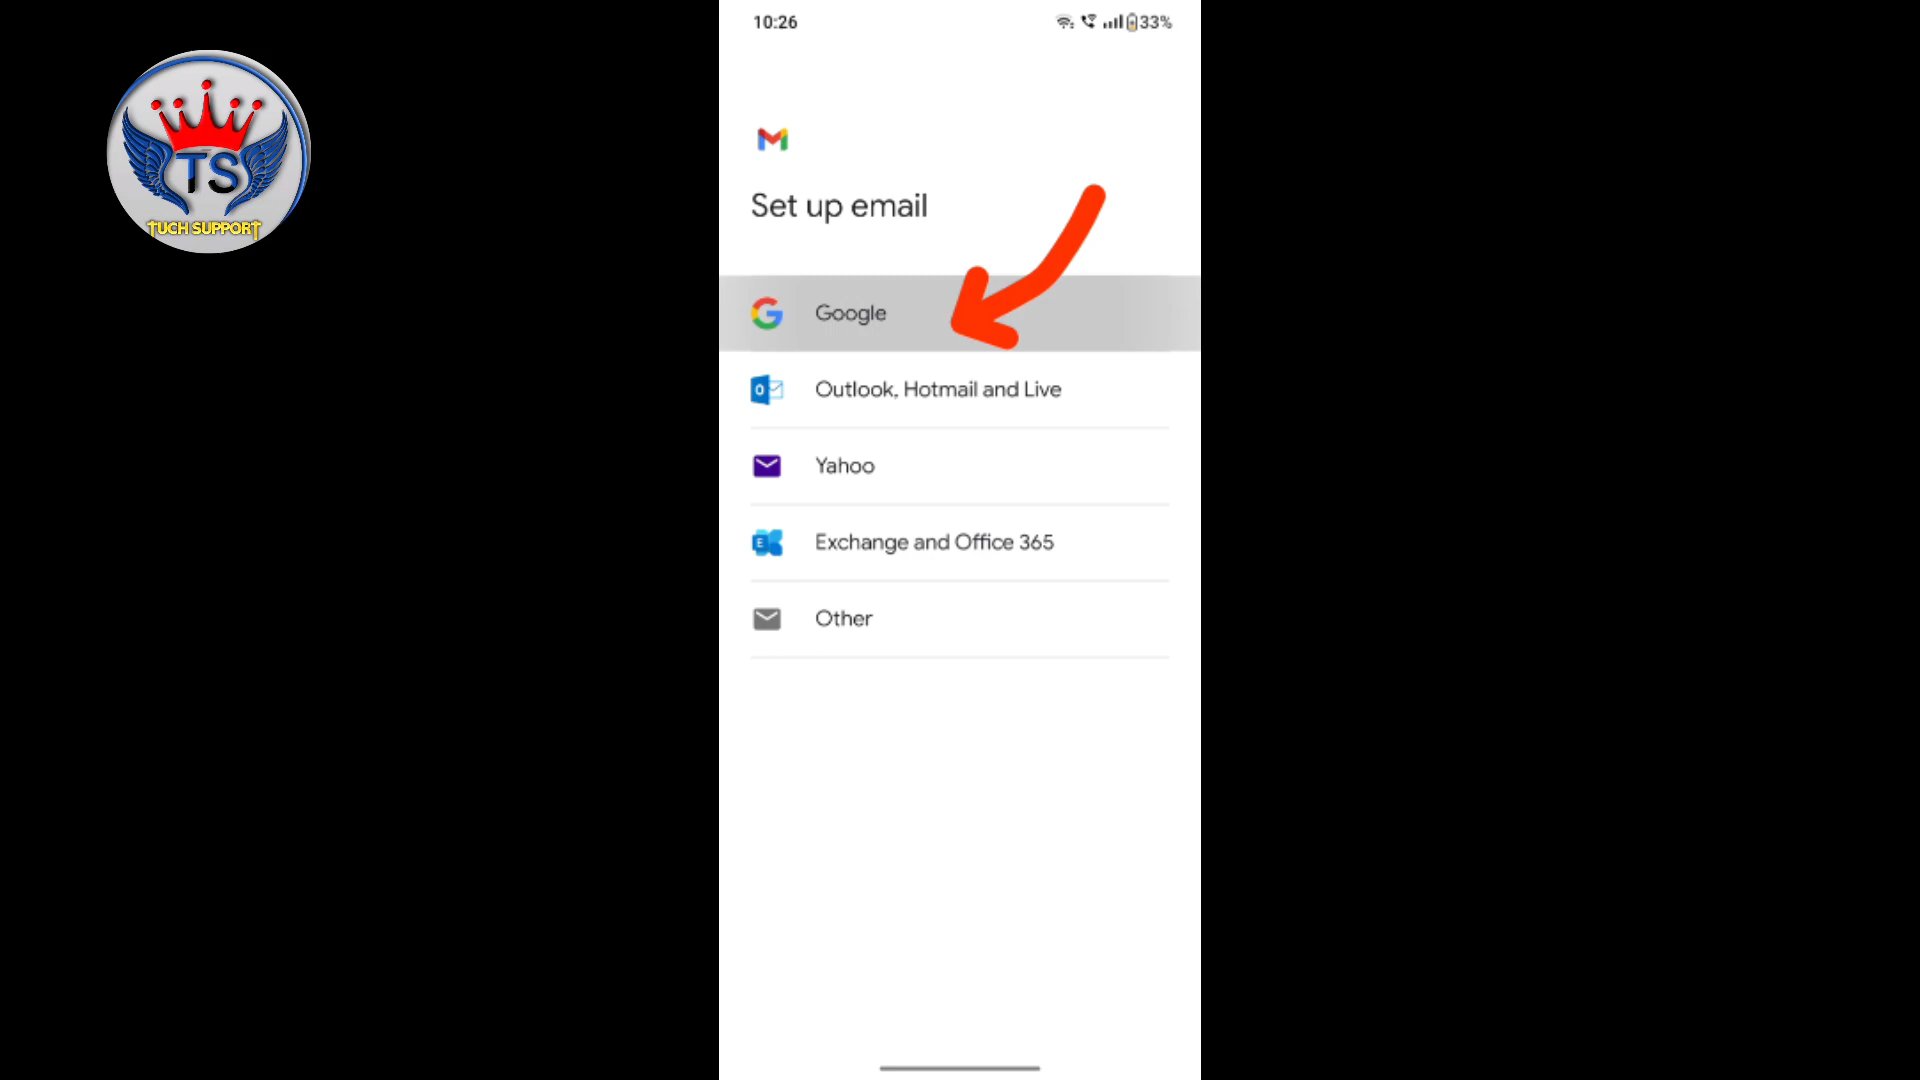 10:26
33%
TS
TUCH SUPPORT
Set up email
Google
Outlook, Hotmail and Live
Yahoo
Exchange and Office 365
Other